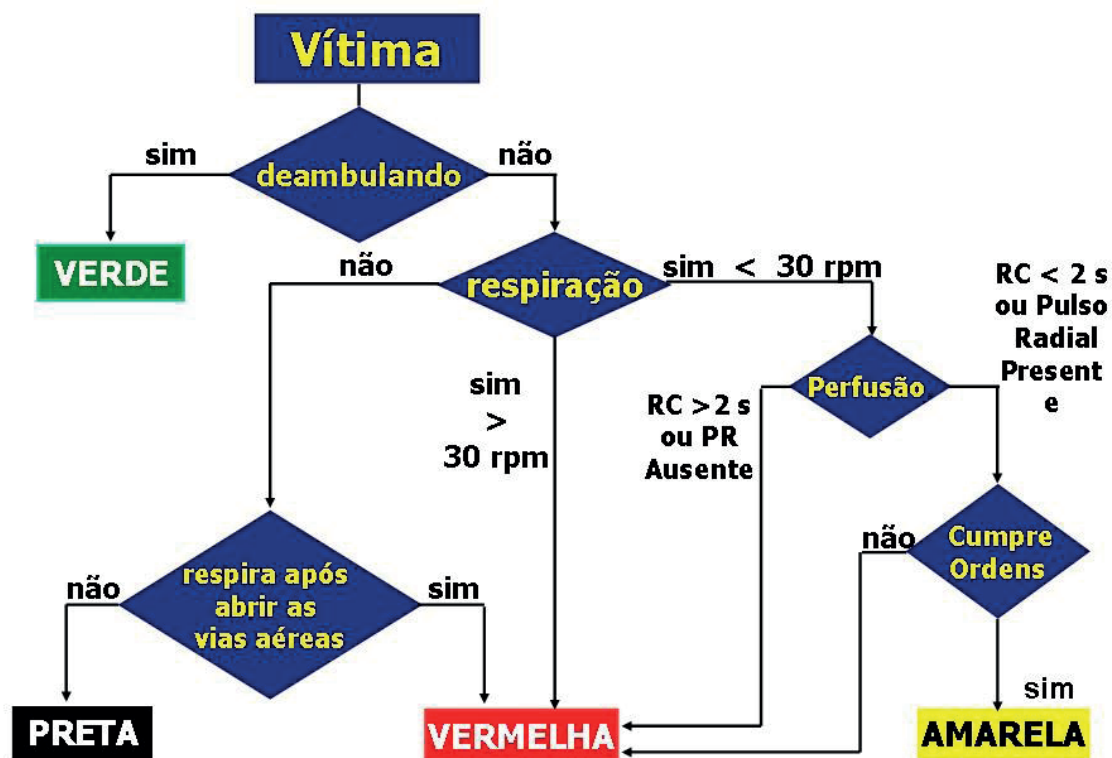 Vítima
sim
não
deambulando
VERDE
não
respiração
sim < 30 rpm
RC < 2 s
ou Pulso
Radial
Present
e
sim
>
30 rpm
RC >2 s
ou PR
Ausente
Perfusão
não
Cumpre
Ordens
não
respira após
abrir as
vias aéreas
sim
sim
PRETA
VERMELHA
AMARELA